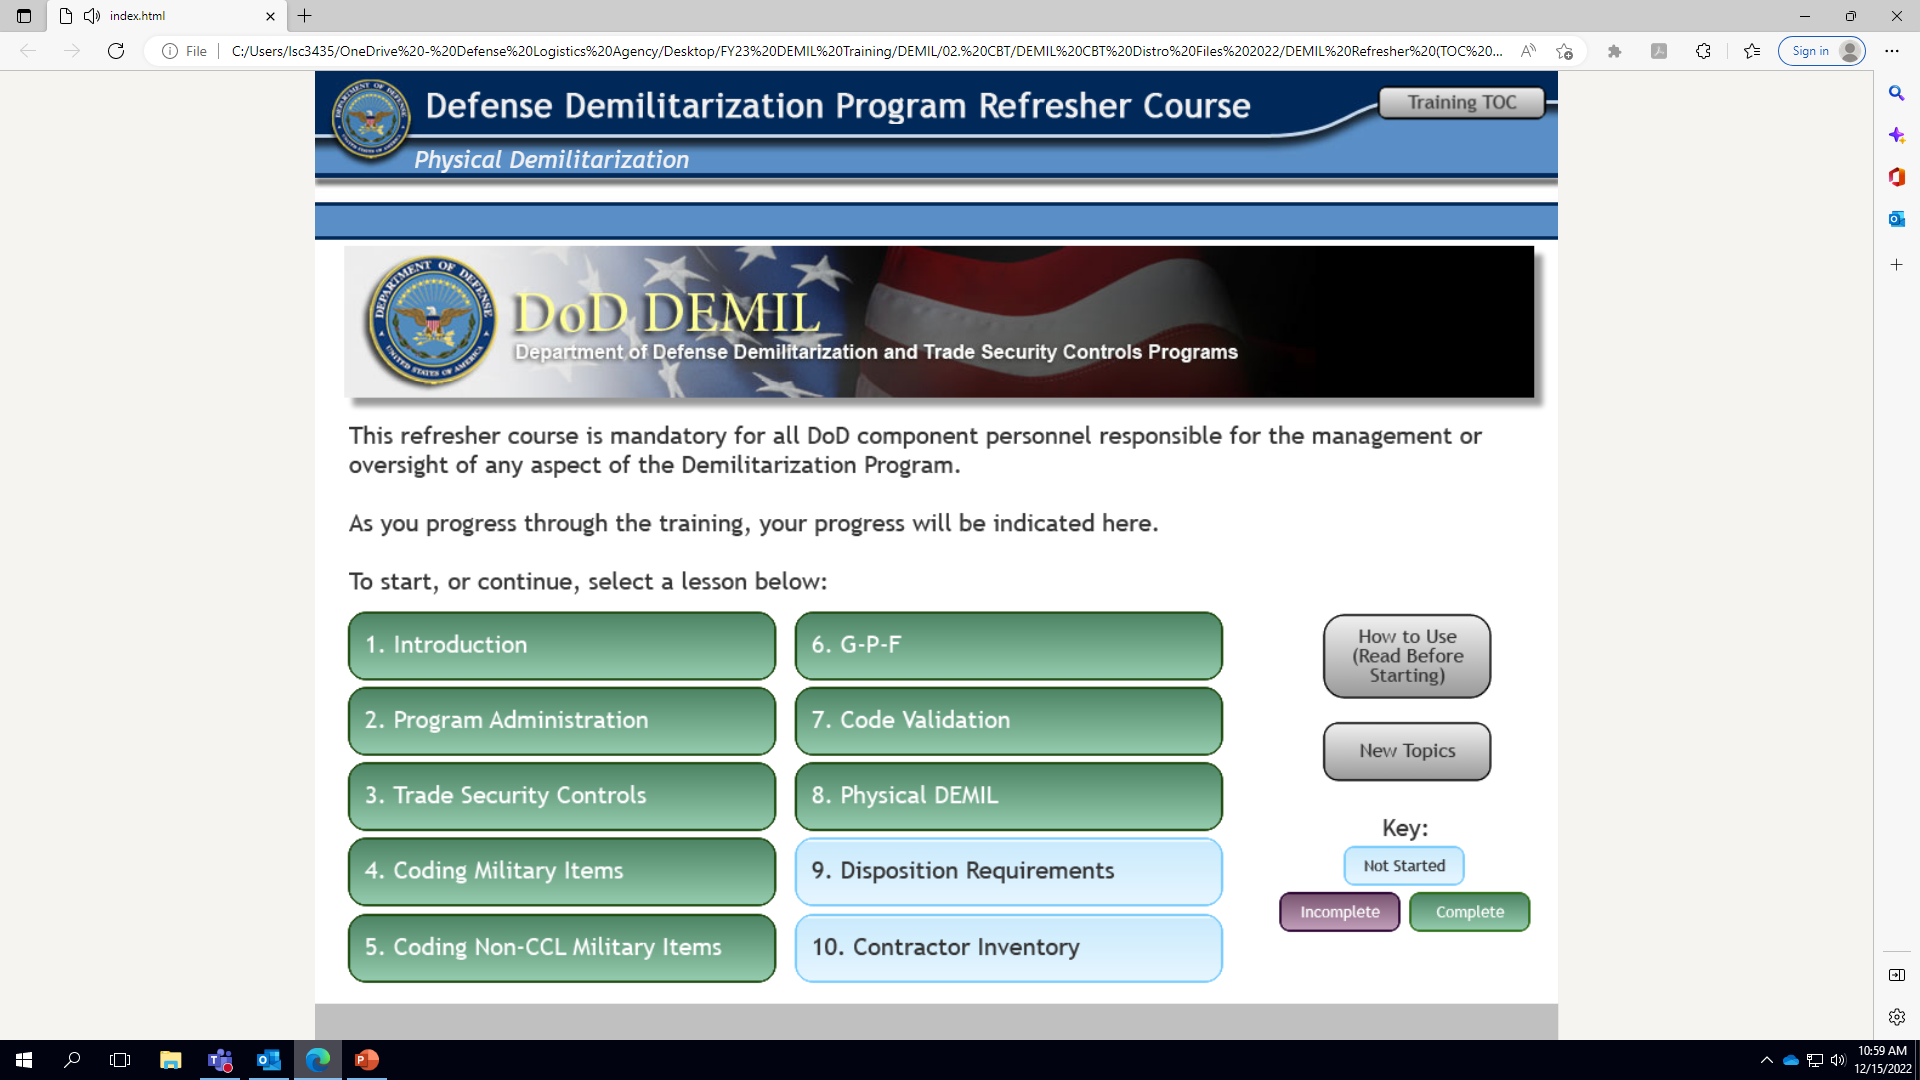 index.html
File
C:/Users/lsc3435/OneDrive%20-%20Defense%20Logistics%20Agency/Desktop/FY23%20DEMIL%20Training/DEMIL/02.%20CBT/DEMIL%20CBT%20Distro%20Files%202022/DEMIL%20Refresher%20(TOC%20...
Sign in
Defense Demilitarization Program Refresher Course
Training TOC
Physical Demilitarization
DEPARTMENT OF DEFENSE
UNITED STATES OF AMERICA
DoD DEMIL
Department of Defense Demilitarization and Trade Security Controls Programs
This refresher course is mandatory for all DoD component personnel responsible for the management or
oversight of any aspect of the Demilitarization Program.
As you progress through the training, your progress will be indicated here.
To start, or continue, select a lesson below:
1. Introduction
2. Program Administration
3. Trade Security Controls
4. Coding Military Items
5. Coding Non-CCL Military Items
6. G-P-F
7. Code Validation
8. Physical DEMIL
9. Disposition Requirements
10. Contractor Inventory
How to Use
(Read Before
Starting)
New Topics
Key:
Not Started
Incomplete
Complete
10:59 AM
12/15/2022